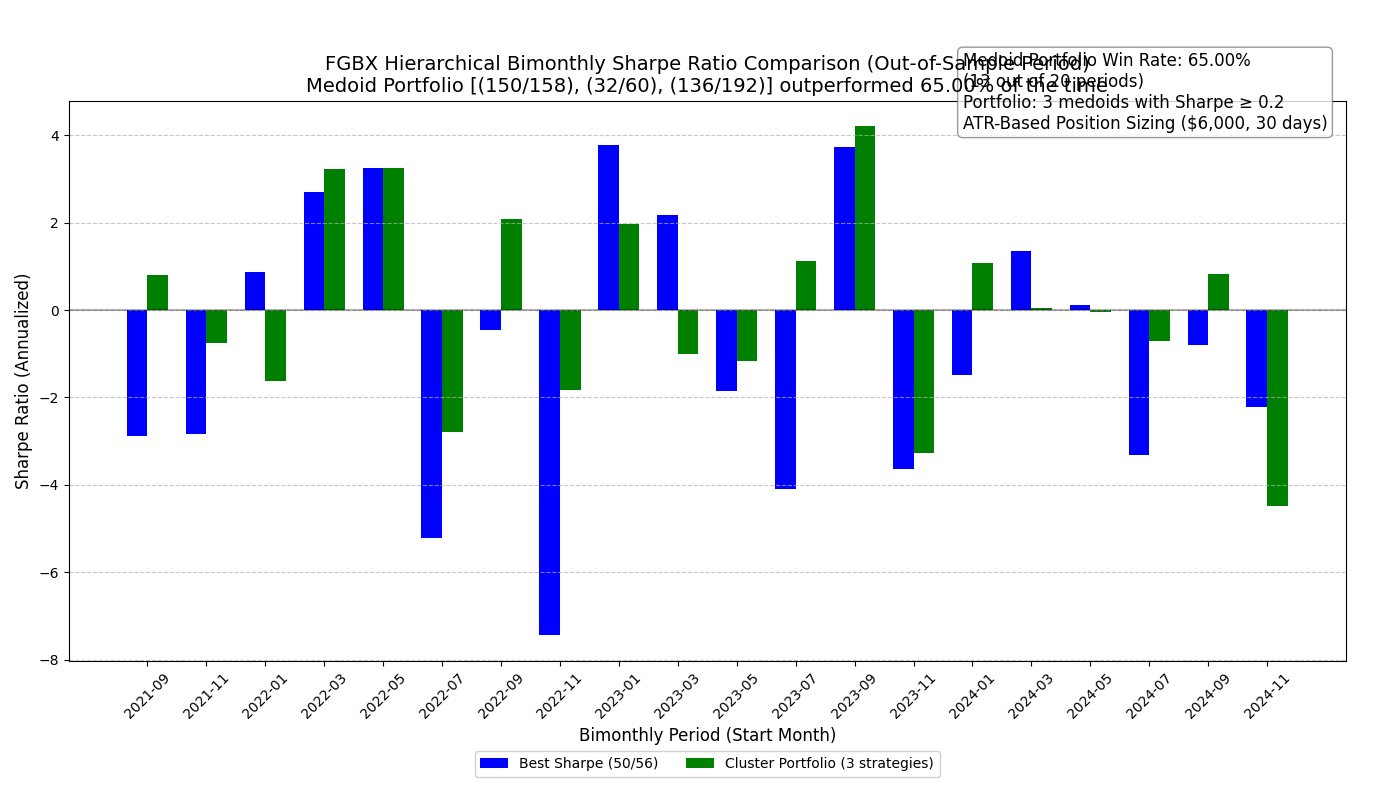 FGBX Hierarchical Bimonthly Sharpe Ratio Comparison (Out-of-Sample Period)
Medoid Portfolio [(150/158), (32/60), (136/192)] outperformed 65.00% of the time
Medoid Portfolio Win Rate: 65.00%
(13 out of 20 periods)
Portfolio: 3 medoids with Sharpe ≥ 0.2
ATR-Based Position Sizing ($6,000, 30 days)
Sharpe Ratio (Annualized)
4
2
0
−2
−4
−6
−8
2021-09
2021-11
2022-01
2022-03
2022-05
2022-07
2022-09
2022-11
2023-01
2023-03
2023-05
2023-07
2023-09
2023-11
2024-01
2024-03
2024-05
2024-07
2024-09
2024-11
Bimonthly Period (Start Month)
Best Sharpe (50/56)
Cluster Portfolio (3 strategies)